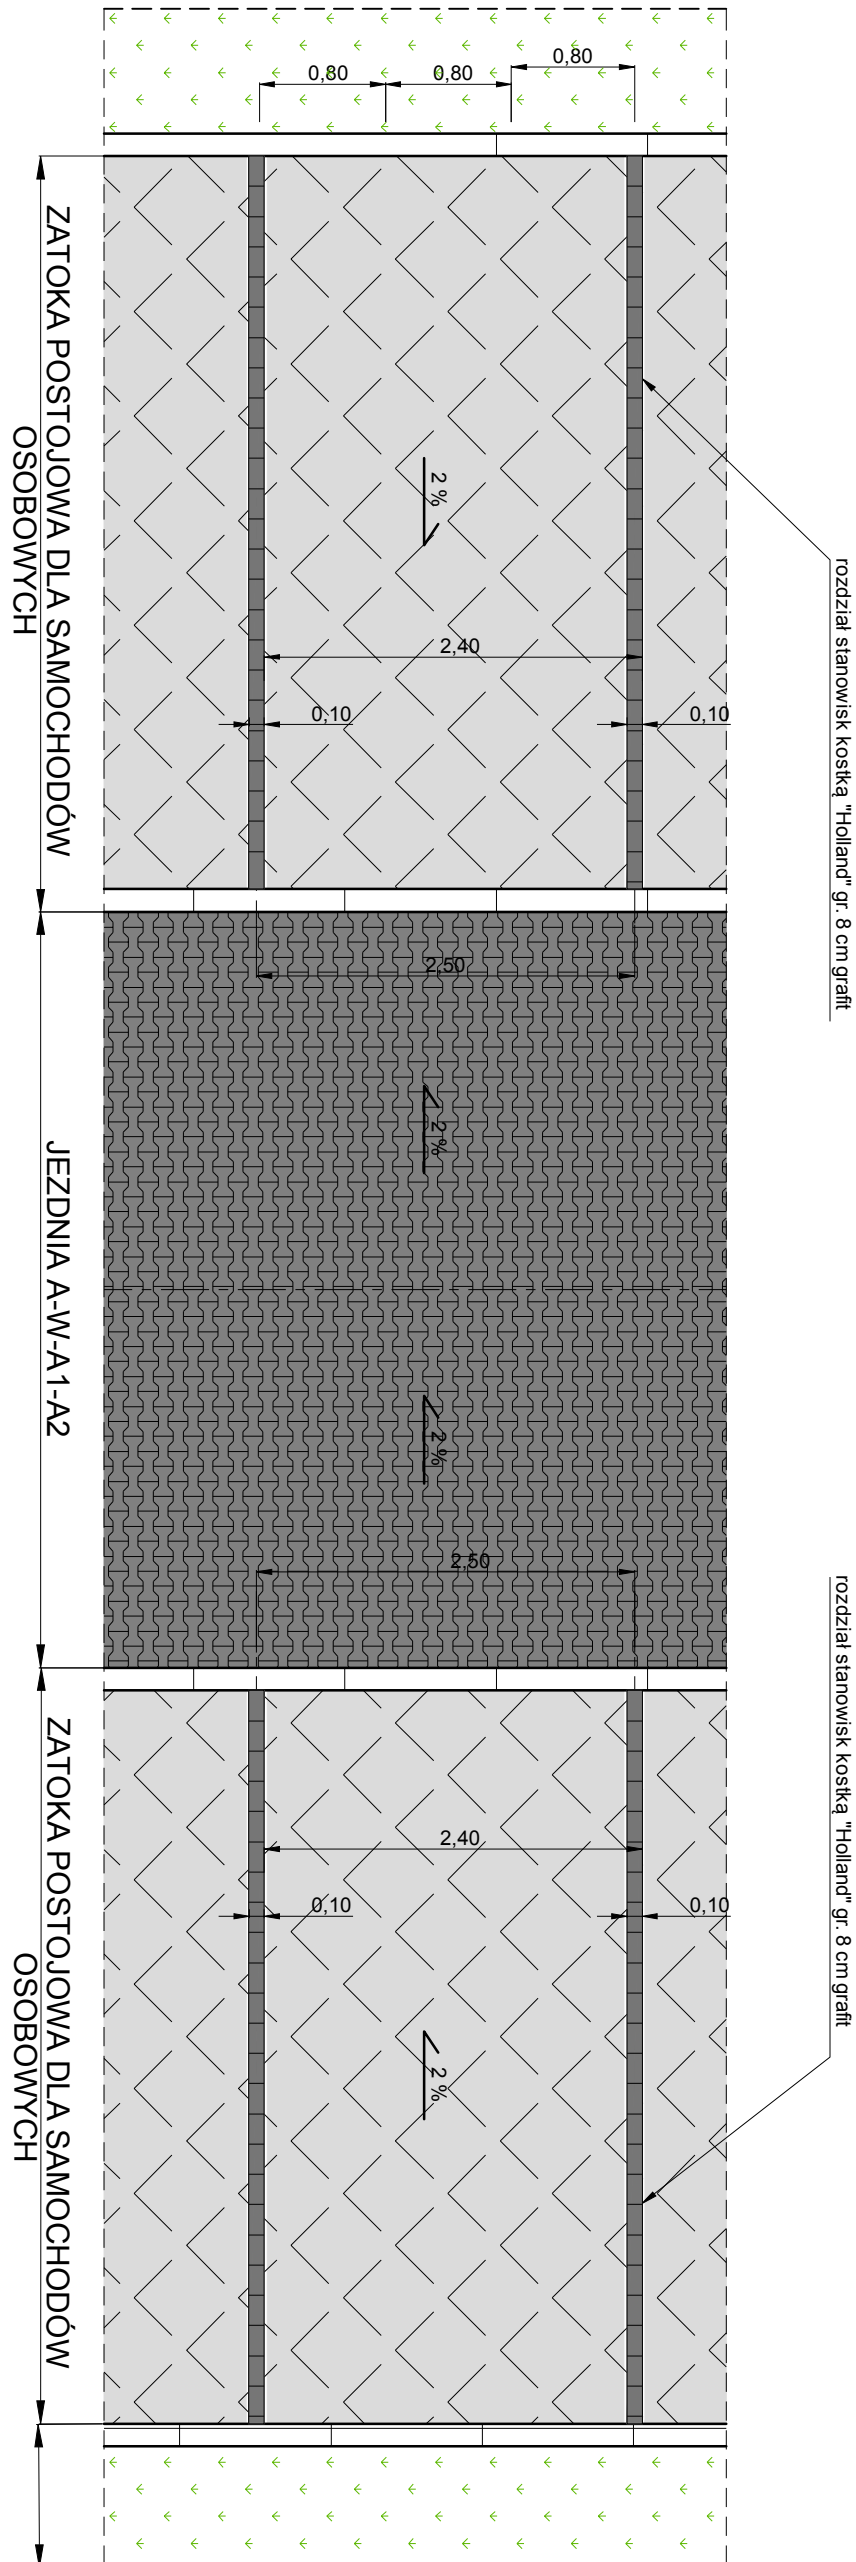 0,80
0,80
0,80
ZATOKA POSTOJOWA DLA SAMOCHODÓW
OSOBOWYCH
rozdział stanowisk kostką "Holland" gr. 8 cm grafit
2 %
2,40
0,10
0,10
2,50
2 %
JEZDNIA A-W-A1-A2
2 %
2,50
rozdział stanowisk kostką "Holland" gr. 8 cm grafit
ZATOKA POSTOJOWA DLA SAMOCHODÓW
OSOBOWYCH
2,40
0,10
0,10
2 %